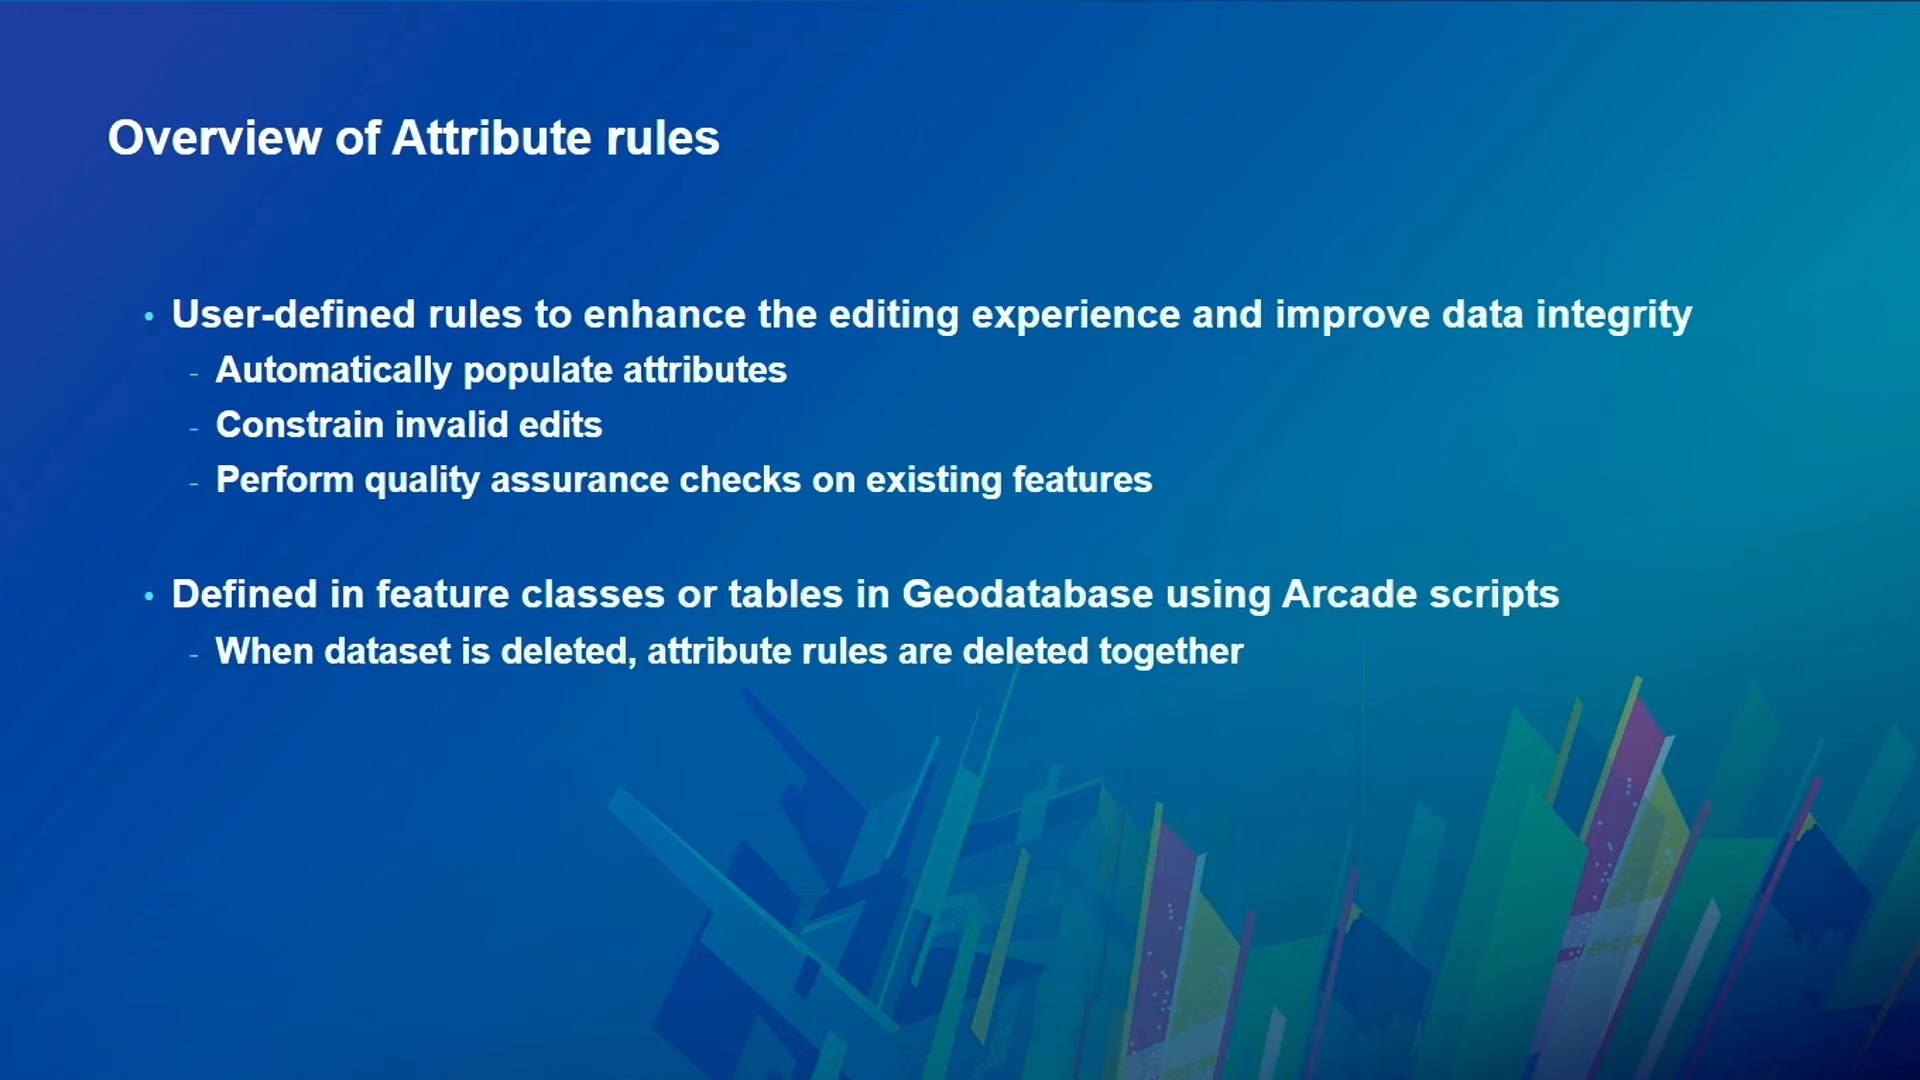 Overview of Attribute rules
• User-defined rules to enhance the editing experience and improve data integrity
- Automatically populate attributes
- Constrain invalid edits
- Perform quality assurance checks on existing features
• Defined in feature classes or tables in Geodatabase using Arcade scripts
- When dataset is deleted, attribute rules are deleted together